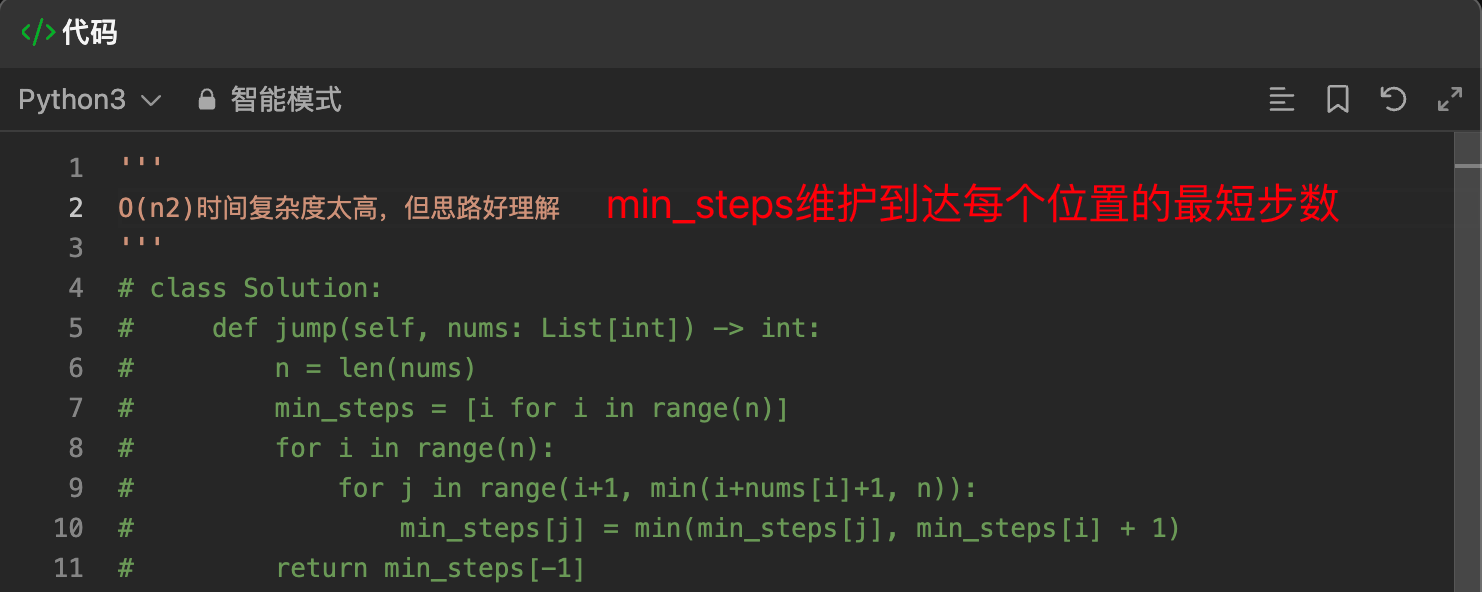 </> 代码
Python3 智能模式
1 '''
2 O(n2)时间复杂度太高，但思路好理解 min_steps维护到达每个位置的最短步数
3 '''
4 # class Solution:
5 #     def jump(self, nums: List[int]) -> int:
6 #         n = len(nums)
7 #         min_steps = [i for i in range(n)]
8 #         for i in range(n):
9 #             for j in range(i+1, min(i+nums[i]+1, n)):
10 #                 min_steps[j] = min(min_steps[j], min_steps[i] + 1)
11 #         return min_steps[-1]